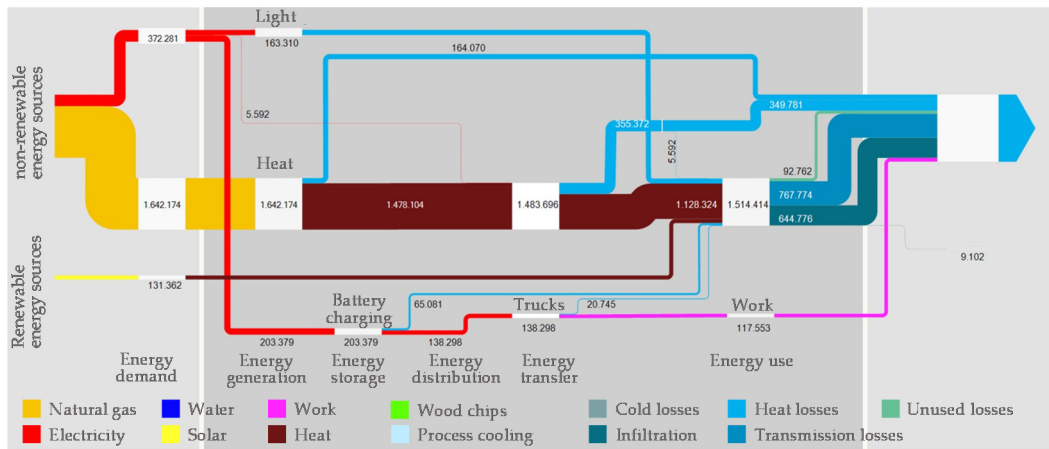 Light
372.281
163.310
164.070
non-renewable
energy sources
5.592
355.372
349.781
5.592
Heat
92.762
1.642.174
1.642.174
1.478.104
1.483.696
1.128.324
1.514.414
767.774
644.776
9.102
Renewable
energy sources
131.362
Battery
charging
65.081
Trucks
20.745
Work
203.379
203.379
138.298
138.298
117.553
Energy
demand
Energy
generation
Energy
storage
Energy
distribution
Energy
transfer
Energy use
Natural gas
Water
Work
Wood chips
Cold losses
Heat losses
Unused losses
Electricity
Solar
Heat
Process cooling
Infiltration
Transmission losses